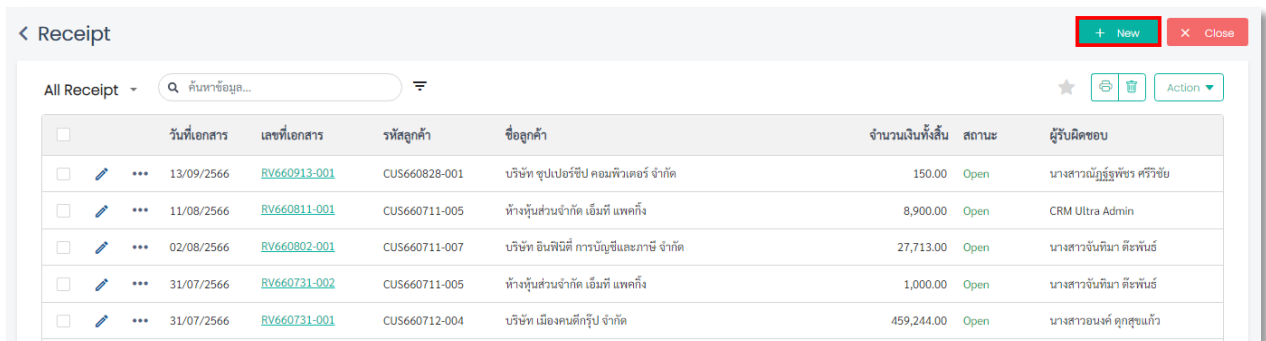 Receipt
+ New
× Close
All Receipt
ค้นหาข้อมูล...
Action
วันที่เอกสาร เลขที่เอกสาร รหัสลูกค้า ชื่อลูกค้า จำนวนเงินทั้งสิ้น สถานะ ผู้รับผิดชอบ
13/09/2566 RV660913-001 CUS660828-001 บริษัท ซุปเปอร์ชีป คอมพิวเตอร์ จำกัด 150.00 Open นางสาวณัฏฐ์ฐพัชร ศรีวิชัย
11/08/2566 RV660811-001 CUS660711-005 ห้างหุ้นส่วนจำกัด เอ็มที แพคกิ้ง 8,900.00 Open CRM Ultra Admin
02/08/2566 RV660802-001 CUS660711-007 บริษัท อินฟินิตี้ การบัญชีและภาษี จำกัด 27,713.00 Open นางสาวจันทิมา ต๊ะพันธ์
31/07/2566 RV660731-002 CUS660711-005 ห้างหุ้นส่วนจำกัด เอ็มที แพคกิ้ง 1,000.00 Open นางสาวจันทิมา ต๊ะพันธ์
31/07/2566 RV660731-001 CUS660712-004 บริษัท เมืองคนดีกรุ๊ป จำกัด 459,244.00 Open นางสาวอนงค์ ดุกสุขแก้ว